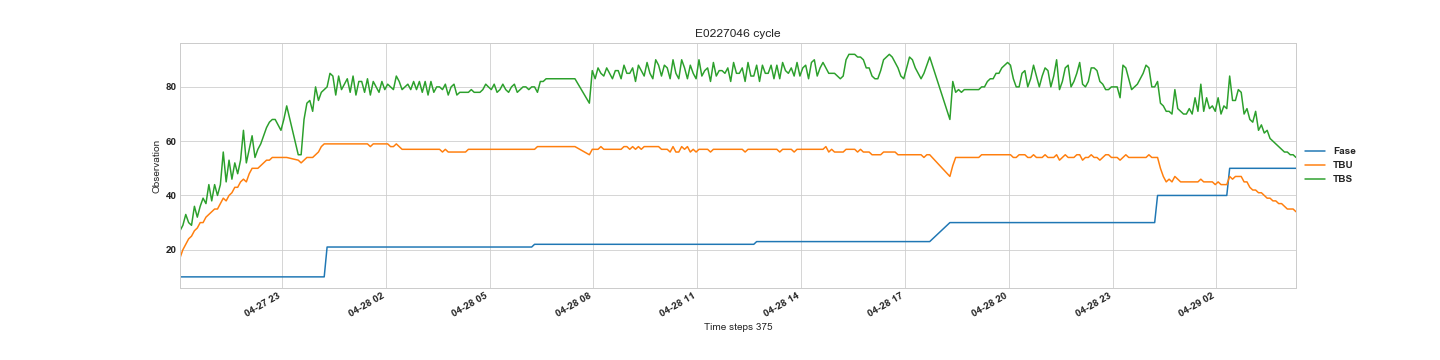 E0227046 cycle
Observation
80
60
40
20
04-27 23
04-28 02
04-28 05
04-28 08
04-28 11
04-28 14
04-28 17
04-28 20
04-28 23
04-29 02
Time steps 375
Fase
TBU
TBS